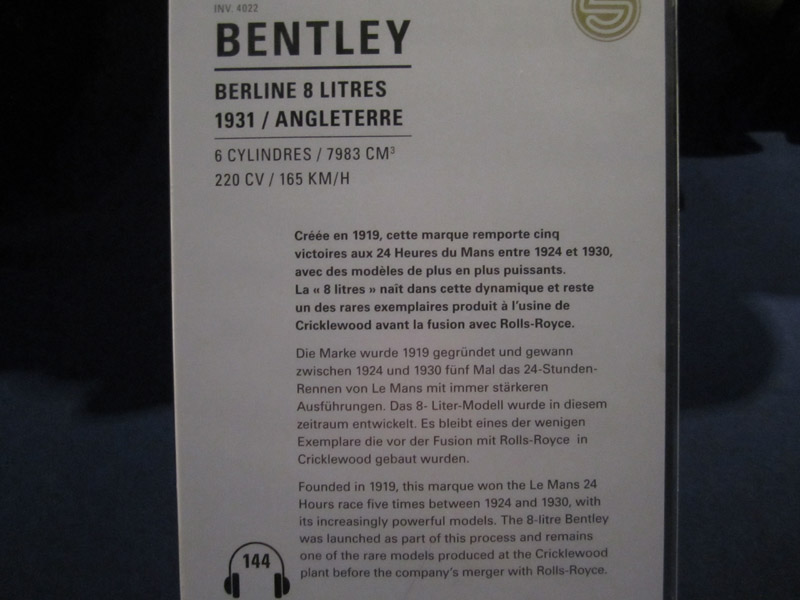 INV. 4022
BENTLEY
BERLINE 8 LITRES
1931 / ANGLETERRE
6 CYLINDRES / 7983 CM³
220 CV / 165 KM/H
Créée en 1919, cette marque remporte cinq
victoires aux 24 Heures du Mans entre 1924 et 1930,
avec des modèles de plus en plus puissants.
La « 8 litres » naît dans cette dynamique et reste
un des rares exemplaires produit à l'usine de
Cricklewood avant la fusion avec Rolls-Royce.
Die Marke wurde 1919 gegründet und gewann
zwischen 1924 und 1930 fünf Mal das 24-Stunden-
Rennen von Le Mans mit immer stärkeren
Ausführungen. Das 8- Liter-Modell wurde in diesem
zeitraum entwickelt. Es bleibt eines der wenigen
Exemplare die vor der Fusion mit Rolls-Royce in
Cricklewood gebaut wurden.
Founded in 1919, this marque won the Le Mans 24
Hours race five times between 1924 and 1930, with
its increasingly powerful models. The 8-litre Bentley
was launched as part of this process and remains
one of the rare models produced at the Cricklewood
plant before the company's merger with Rolls-Royce.
144